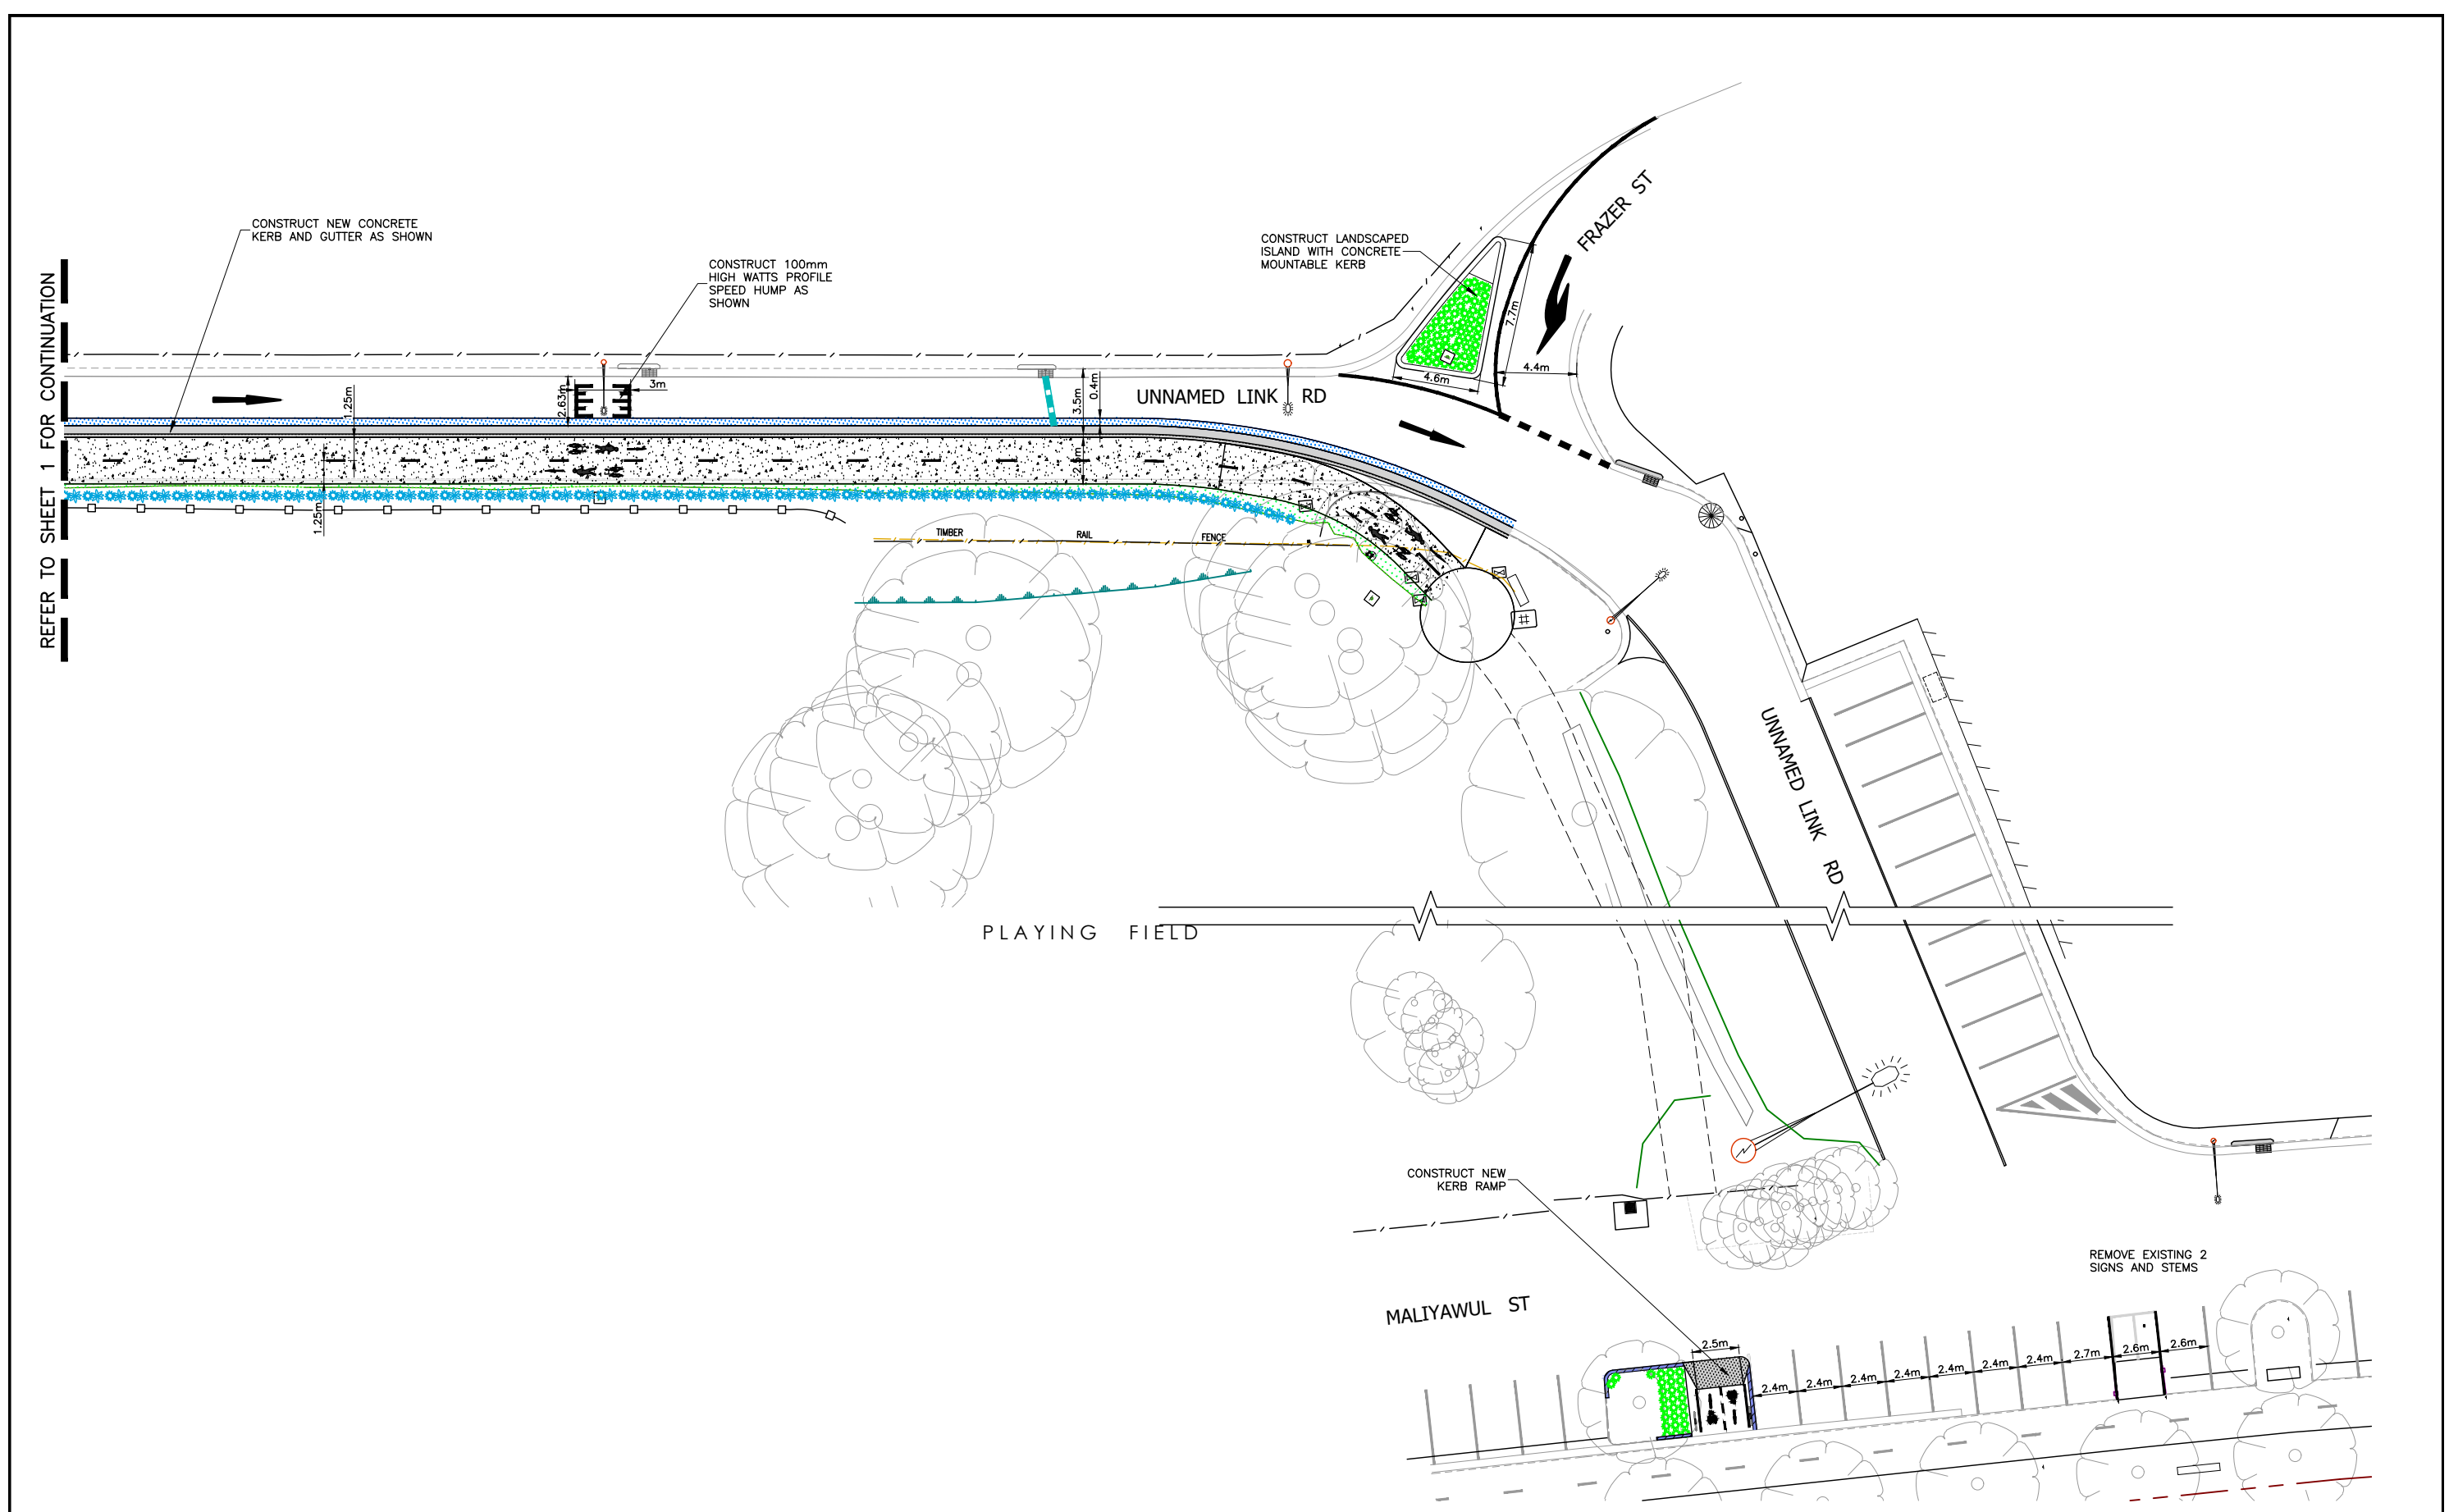 CONSTRUCT NEW CONCRETE
KERB AND GUTTER AS SHOWN
CONSTRUCT 100mm
HIGH WATTS PROFILE
SPEED HUMP AS
SHOWN
CONSTRUCT LANDSCAPED
ISLAND WITH CONCRETE
MOUNTABLE KERB
FRAZER ST
REFER TO SHEET 1 FOR CONTINUATION
7.7m
4.4m
4.6m
1.25m
2.63m
3m
3.5m
0.4m
UNNAMED LINK RD
1.25m
TIMBER RAIL FENCE
UNNAMED LINK RD
PLAYING FIELD
CONSTRUCT NEW
KERB RAMP
REMOVE EXISTING 2
SIGNS AND STEMS
MALIYAWUL ST
2.5m
2.4m
2.4m
2.4m
2.4m
2.4m
2.4m
2.4m
2.7m
2.6m
2.6m